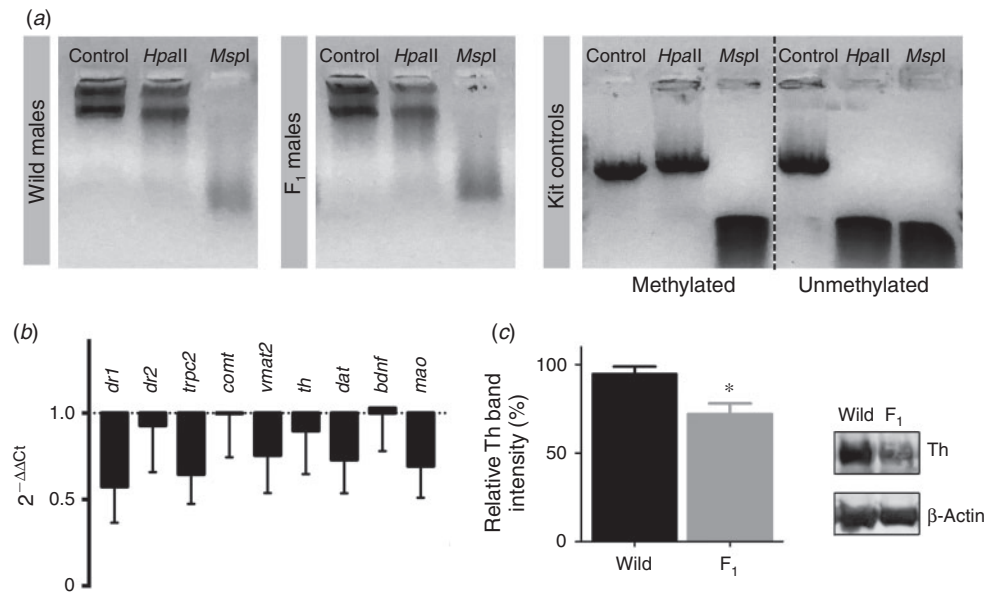 (a)
Wild males
Control HpaII MspI
F1 males
Control HpaII MspI
Kit controls
Control HpaII MspI Control HpaII MspI
Methylated Unmethylated
(b)
2−ΔΔCt
1.0
0.5
0
dr1 dr2 trpc2 comt vmat2 th dat bdnf mao
(c)
Relative Th band
intensity (%)
100
50
0
*
Wild F1
Wild F1
Th
β-Actin